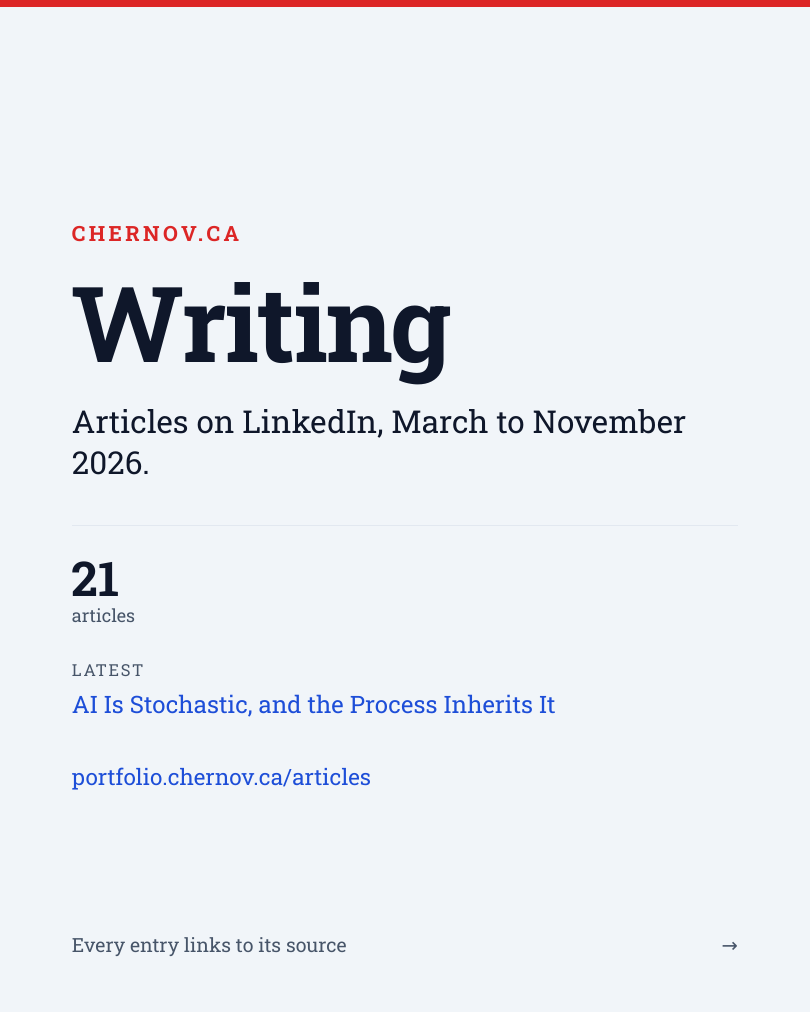 CHERNOV.CA
Writing
Articles on LinkedIn, March to November
2026.
21
articles
LATEST
AI Is Stochastic, and the Process Inherits It
portfolio.chernov.ca/articles
Every entry links to its source →